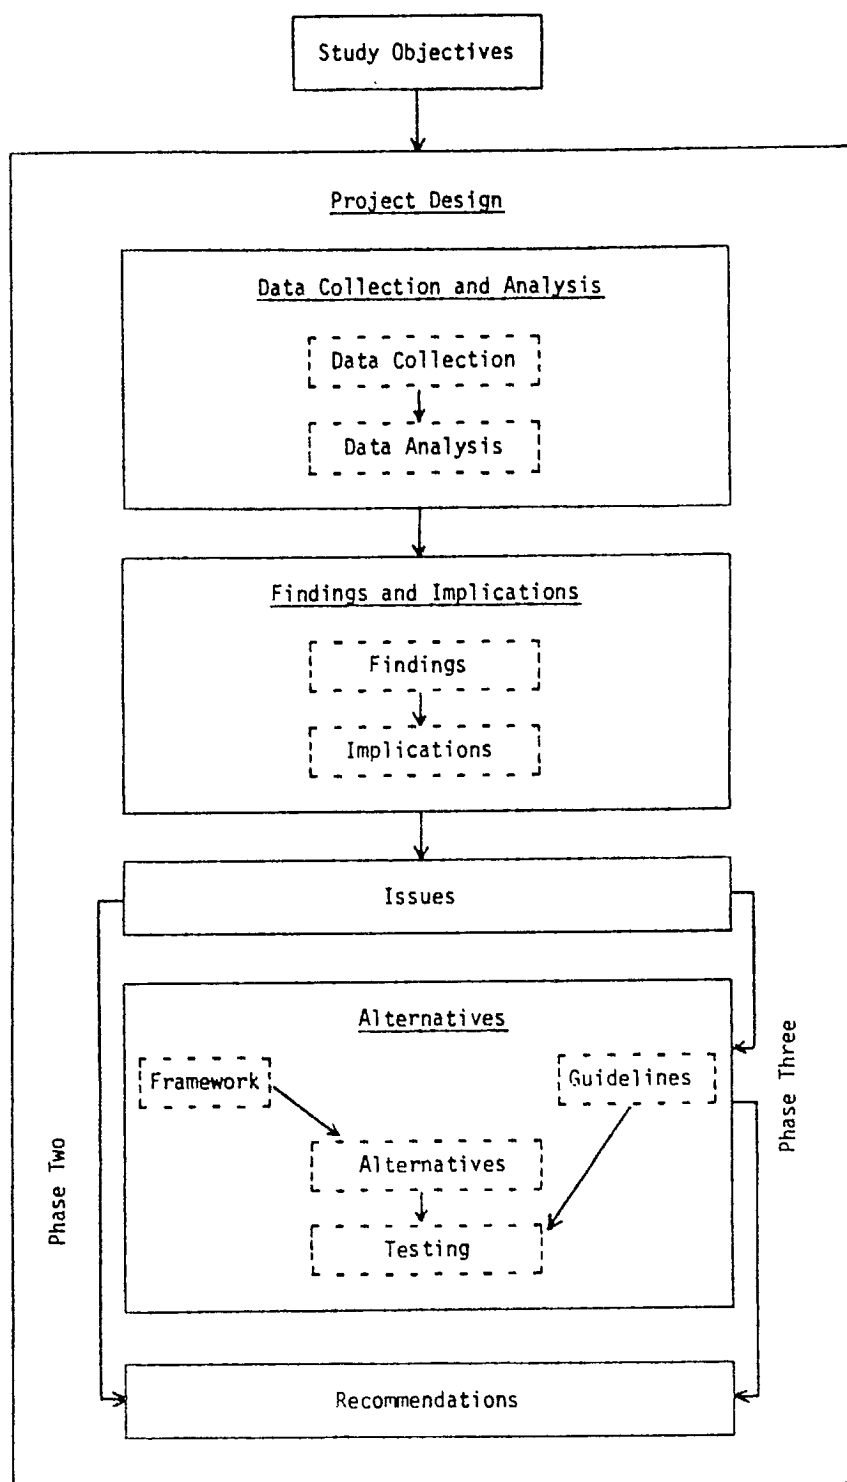 Study Objectives
Project Design
Data Collection and Analysis
Data Collection
Data Analysis
Findings and Implications
Findings
Implications
Issues
Alternatives
Framework
Guidelines
Alternatives
Testing
Phase Two
Phase Three
Recommendations